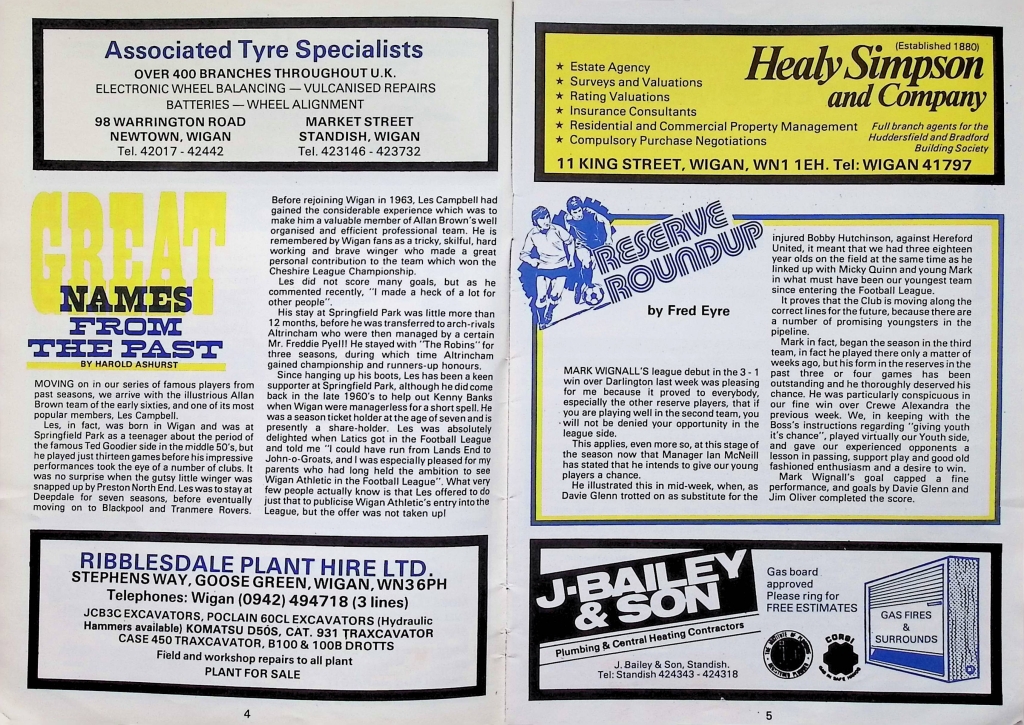 Associated Tyre Specialists
OVER 400 BRANCHES THROUGHOUT U.K.
ELECTRONIC WHEEL BALANCING — VULCANISED REPAIRS
BATTERIES — WHEEL ALIGNMENT
98 WARRINGTON ROAD
NEWTOWN, WIGAN
Tel. 42017 - 42442
MARKET STREET
STANDISH, WIGAN
Tel. 423146 - 423732
GREAT
NAMES
FROM
THE PAST
BY HAROLD ASHURST
MOVING on in our series of famous players from
past seasons, we arrive with the illustrious Allan
Brown team of the early sixties, and one of its most
popular members, Les Campbell.
Les, in fact, was born in Wigan and was at
Springfield Park as a teenager about the period of
the famous Ted Goodier side in the middle 50's, but
he played just thirteen games before his impressive
performances took the eye of a number of clubs. It
was no surprise when the gutsy little winger was
snapped up by Preston North End. Les was to stay at
Deepdale for seven seasons, before eventually
moving on to Blackpool and Tranmere Rovers.
Before rejoining Wigan in 1963, Les Campbell had
gained the considerable experience which was to
make him a valuable member of Allan Brown's well
organised and efficient professional team. He is
remembered by Wigan fans as a tricky, skilful, hard
working and brave winger who made a great
personal contribution to the team which won the
Cheshire League Championship.
Les did not score many goals, but as he
commented recently, "I made a heck of a lot for
other people".
His stay at Springfield Park was little more than
12 months, before he was transferred to arch-rivals
Altrincham who were then managed by a certain
Mr. Freddie Pye!!! He stayed with "The Robins" for
three seasons, during which time Altrincham
gained championship and runners-up honours.
Since hanging up his boots, Les has been a keen
supporter at Springfield Park, although he did come
back in the late 1960's to help out Kenny Banks
when Wigan were managerless for a short spell. He
was a season ticket holder at the age of seven and is
presently a share-holder. Les was absolutely
delighted when Latics got in the Football League
and told me "I could have run from Lands End to
John-o-Groats, and I was especially pleased for my
parents who had long held the ambition to see
Wigan Athletic in the Football League". What very
few people actually know is that Les offered to do
just that to publicise Wigan Athletic's entry into the
League, but the offer was not taken up!
RIBBLESDALE PLANT HIRE LTD.
STEPHENS WAY, GOOSE GREEN, WIGAN, WN3 6PH
Telephones: Wigan (0942) 494718 (3 lines)
JCB3C EXCAVATORS, POCLAIN 60CL EXCAVATORS (Hydraulic
Hammers available) KOMATSU D50S, CAT. 931 TRAXCAVATOR
CASE 450 TRAXCAVATOR, B100 & 100B DROTTS
Field and workshop repairs to all plant
PLANT FOR SALE
4
(Established 1880)
Healy Simpson
and Company
★ Estate Agency
★ Surveys and Valuations
★ Rating Valuations
★ Insurance Consultants
★ Residential and Commercial Property Management
★ Compulsory Purchase Negotiations
Full branch agents for the
Huddersfield and Bradford
Building Society
11 KING STREET, WIGAN, WN1 1EH. Tel: WIGAN 41797
RESERVE
ROUNDUP
by Fred Eyre
MARK WIGNALL'S league debut in the 3 - 1
win over Darlington last week was pleasing
for me because it proved to everybody,
especially the other reserve players, that if
you are playing well in the second team, you
will not be denied your opportunity in the
league side.
This applies, even more so, at this stage of
the season now that Manager Ian McNeill
has stated that he intends to give our young
players a chance.
He illustrated this in mid-week, when, as
Davie Glenn trotted on as substitute for the
injured Bobby Hutchinson, against Hereford
United, it meant that we had three eighteen
year olds on the field at the same time as he
linked up with Micky Quinn and young Mark
in what must have been our youngest team
since entering the Football League.
It proves that the Club is moving along the
correct lines for the future, because there are
a number of promising youngsters in the
pipeline.
Mark in fact, began the season in the third
team, in fact he played there only a matter of
weeks ago, but his form in the reserves in the
past three or four games has been
outstanding and he thoroughly deserved his
chance. He was particularly conspicuous in
our fine win over Crewe Alexandra the
previous week. We, in keeping with the
Boss's instructions regarding "giving youth
it's chance", played virtually our Youth side,
and gave our experienced opponents a
lesson in passing, support play and good old
fashioned enthusiasm and a desire to win.
Mark Wignall's goal capped a fine
performance, and goals by Davie Glenn and
Jim Oliver completed the score.
J·BAILEY
& SON
Plumbing & Central Heating Contractors
J. Bailey & Son, Standish.
Tel: Standish 424343 - 424318
Gas board
approved
Please ring for
FREE ESTIMATES
CORGI
GAS FIRES
&
SURROUNDS
5